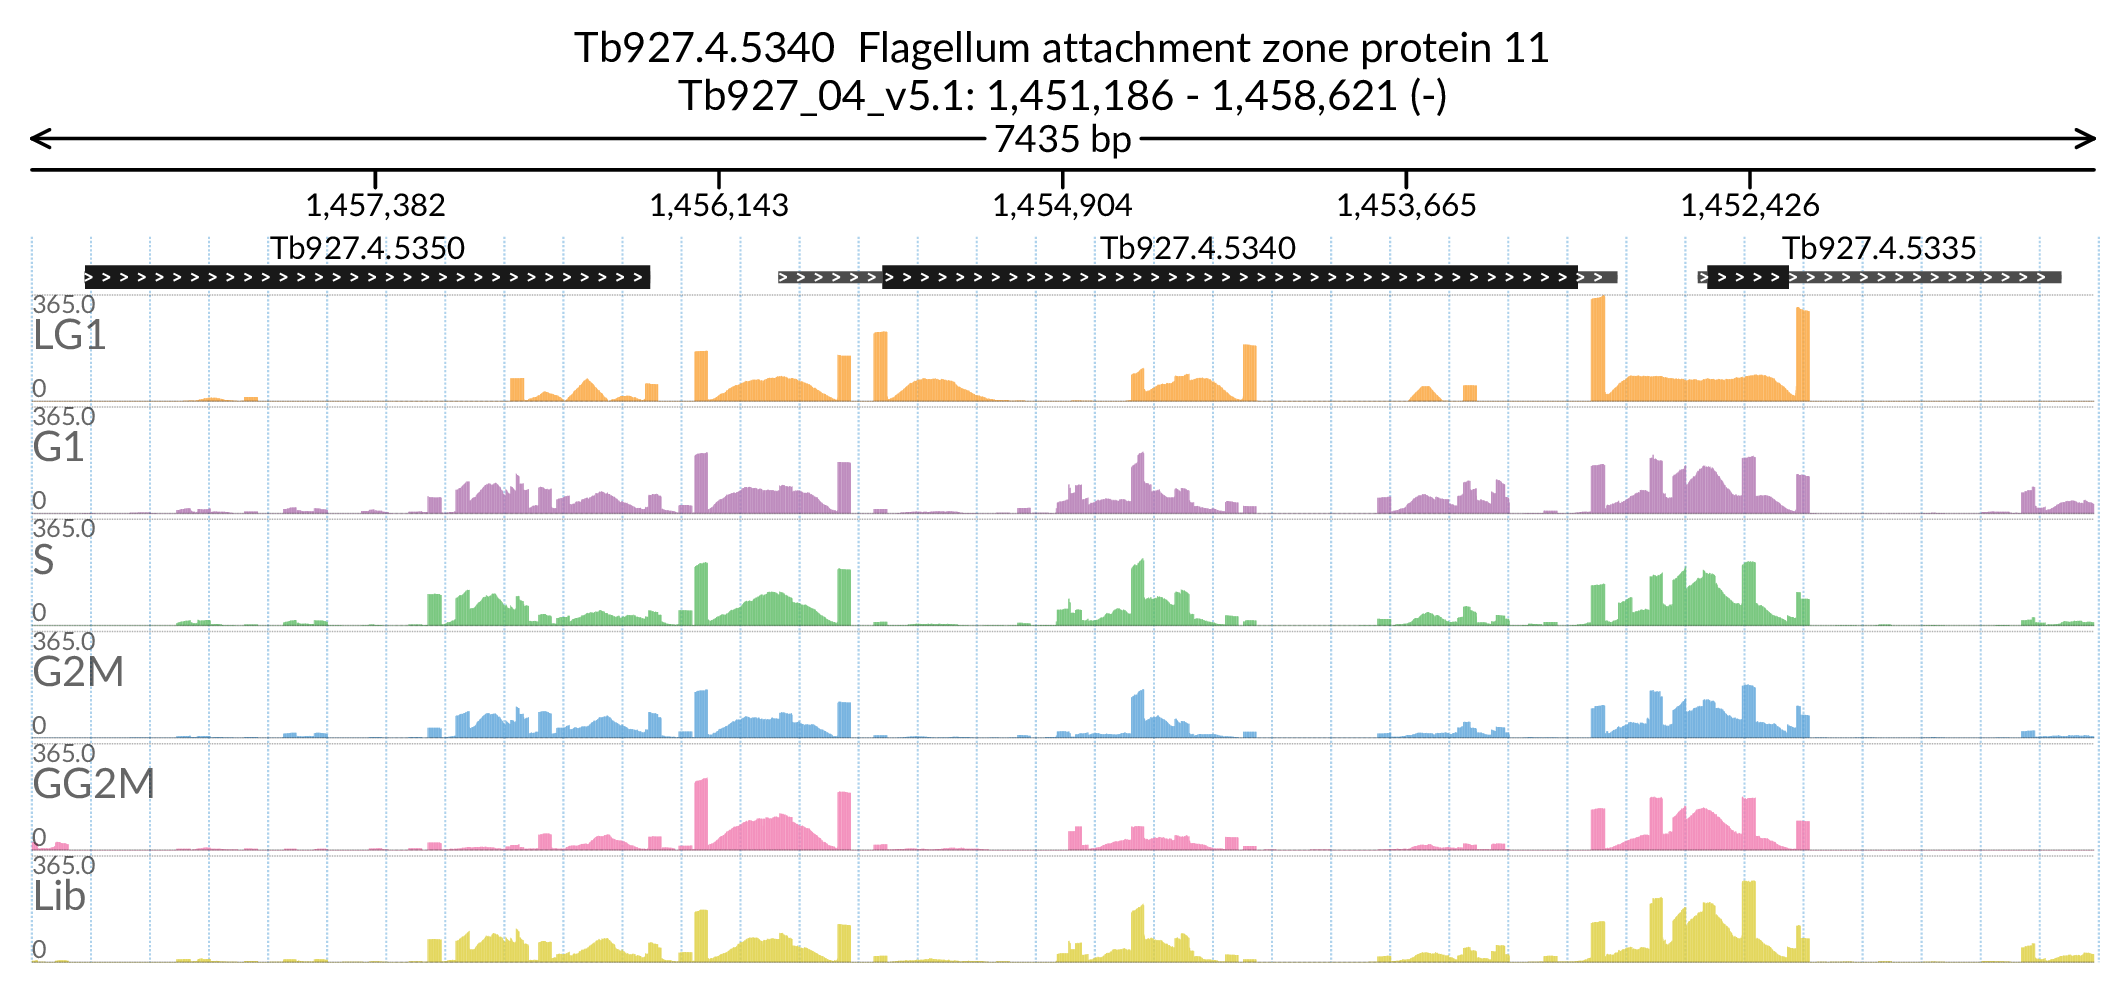 Tb927.4.5340 Flagellum attachment zone protein 11
Tb927_04_v5.1: 1,451,186 - 1,458,621 (-)
7435 bp
1,457,382 1,456,143 1,454,904 1,453,665 1,452,426
Tb927.4.5350 Tb927.4.5340 Tb927.4.5335
365.0
LG1
0
365.0
G1
0
365.0
S
0
365.0
G2M
0
365.0
GG2M
0
365.0
Lib
0